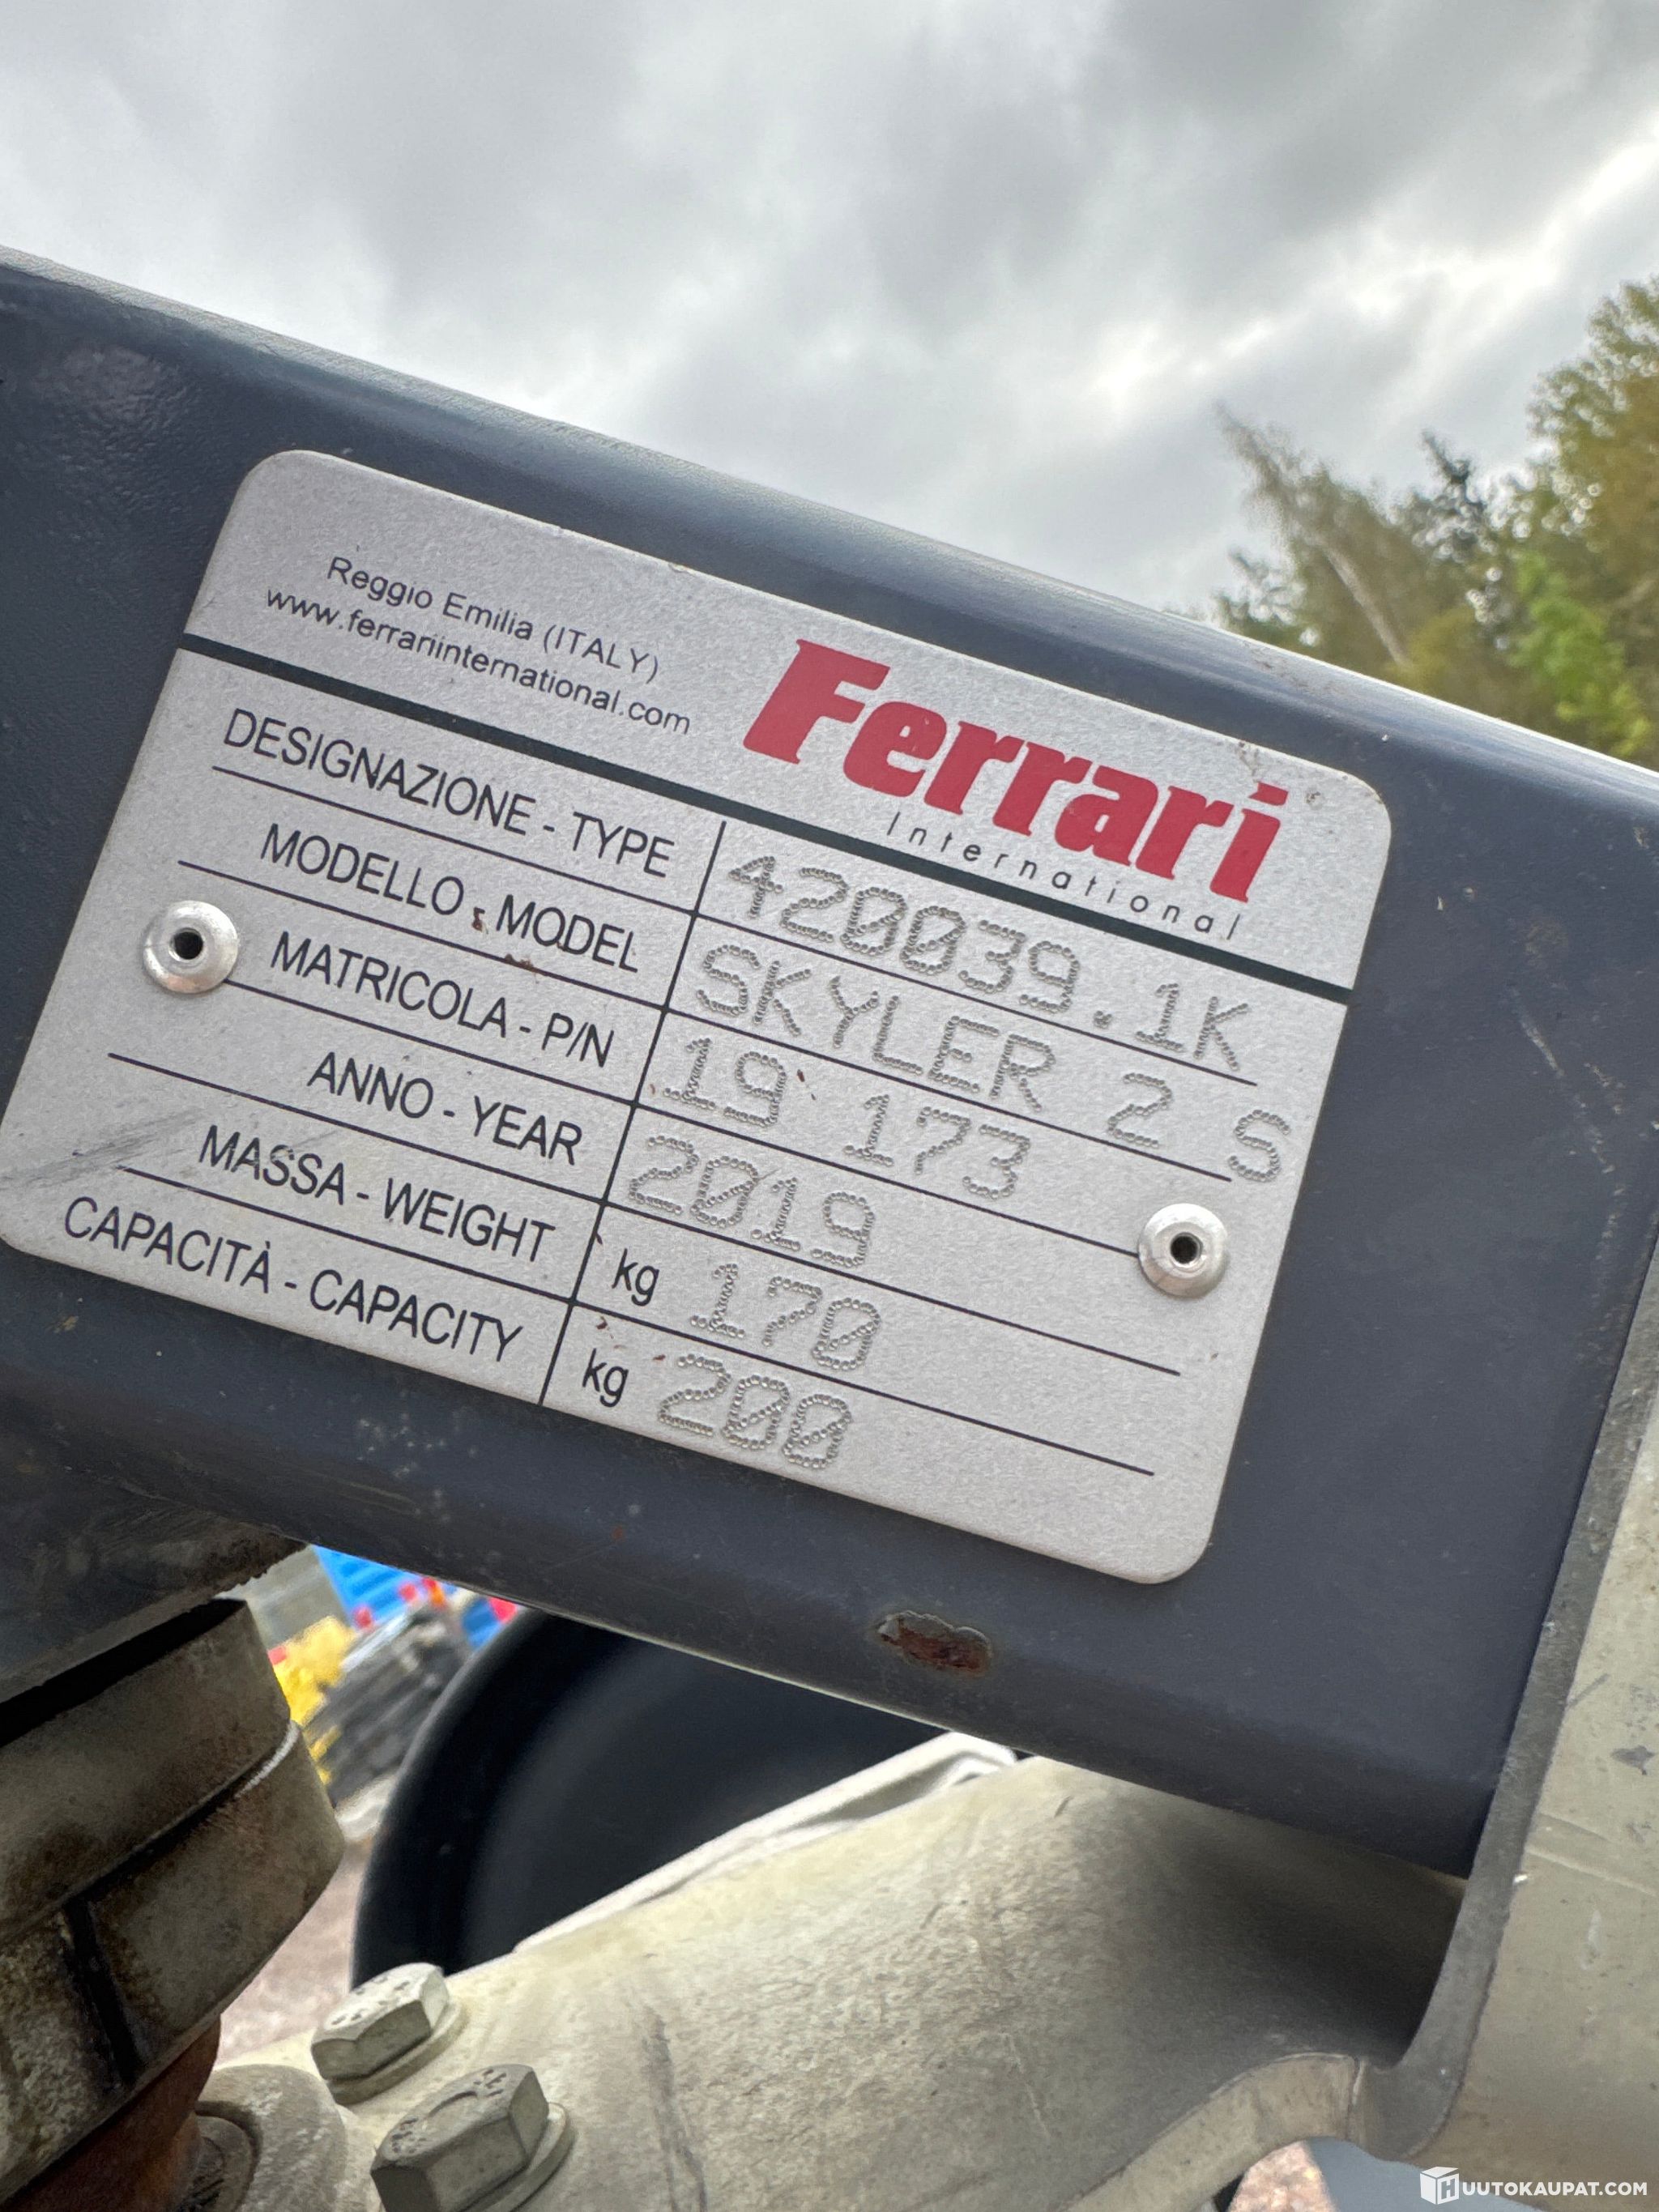 Reggio Emilia (ITALY)
www.ferrariinternational.com
Ferrari
International
DESIGNAZIONE - TYPE 420039.1K
MODELLO - MODEL SKYLER 2 S
MATRICOLA - P/N 19 173
ANNO - YEAR 2019
MASSA - WEIGHT kg 170
CAPACITÀ - CAPACITY kg 200
HUUTOKAUPAT.COM